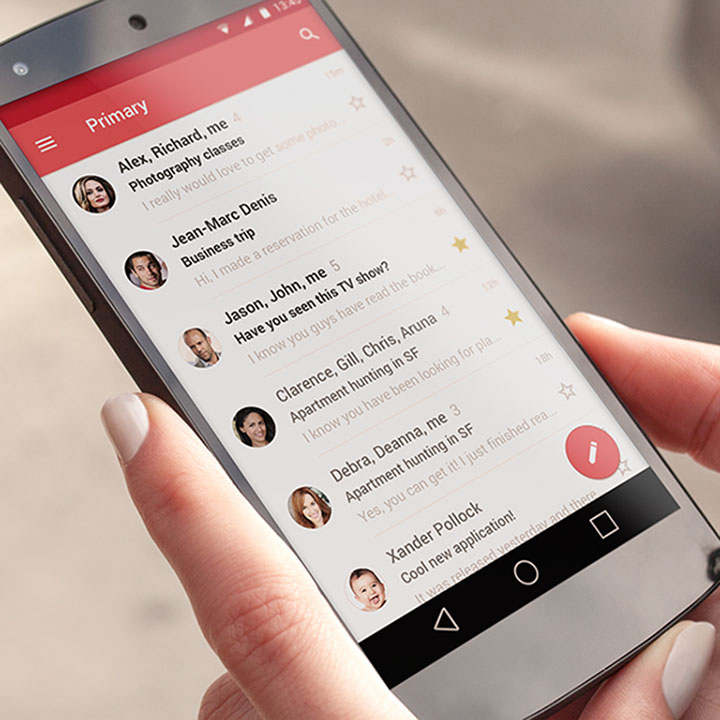 13:45
Primary
15m
Alex, Richard, me 4
Photography classes
I really would love to get some photo...
2h
Jean-Marc Denis
Business trip
Hi, I made a reservation for the hotel...
6h
Jason, John, me 5
Have you seen this TV show?
I know you guys have read the book...
12h
Clarence, Gill, Chris, Aruna 4
Apartment hunting in SF
I know you have been looking for pla...
18h
Debra, Deanna, me 3
Apartment hunting in SF
Yes, you can get it! I just finished rea...
Xander Pollock
Cool new application!
It was released yesterday and there